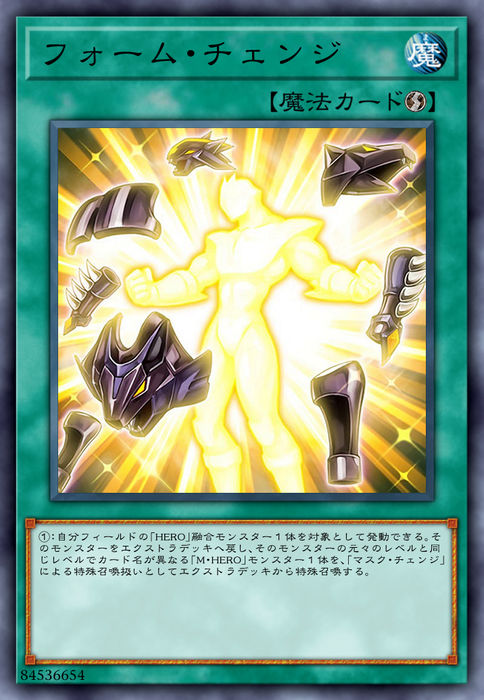 フォーム・チェンジ
魔
【魔法カード】
①:自分フィールドの「HERO」融合モンスター1体を対象として発動できる。そ
のモンスターをエクストラデッキへ戻し、そのモンスターの元々のレベルと同
じレベルでカード名が異なる「M・HERO」モンスター1体を、「マスク・チェンジ」
による特殊召喚扱いとしてエクストラデッキから特殊召喚する。
84536654